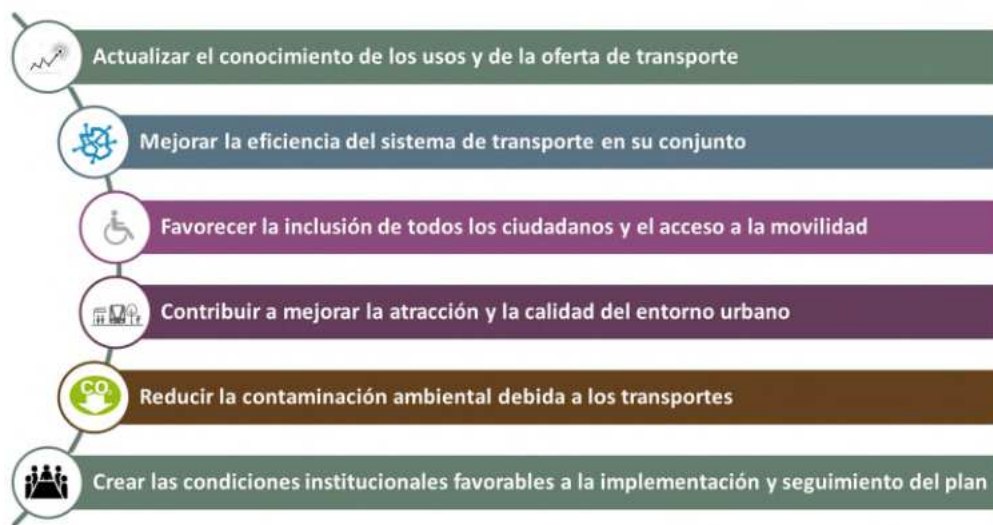 Actualizar el conocimiento de los usos y de la oferta de transporte
Mejorar la eficiencia del sistema de transporte en su conjunto
Favorecer la inclusión de todos los ciudadanos y el acceso a la movilidad
Contribuir a mejorar la atracción y la calidad del entorno urbano
CO₂
Reducir la contaminación ambiental debida a los transportes
Crear las condiciones institucionales favorables a la implementación y seguimiento del plan